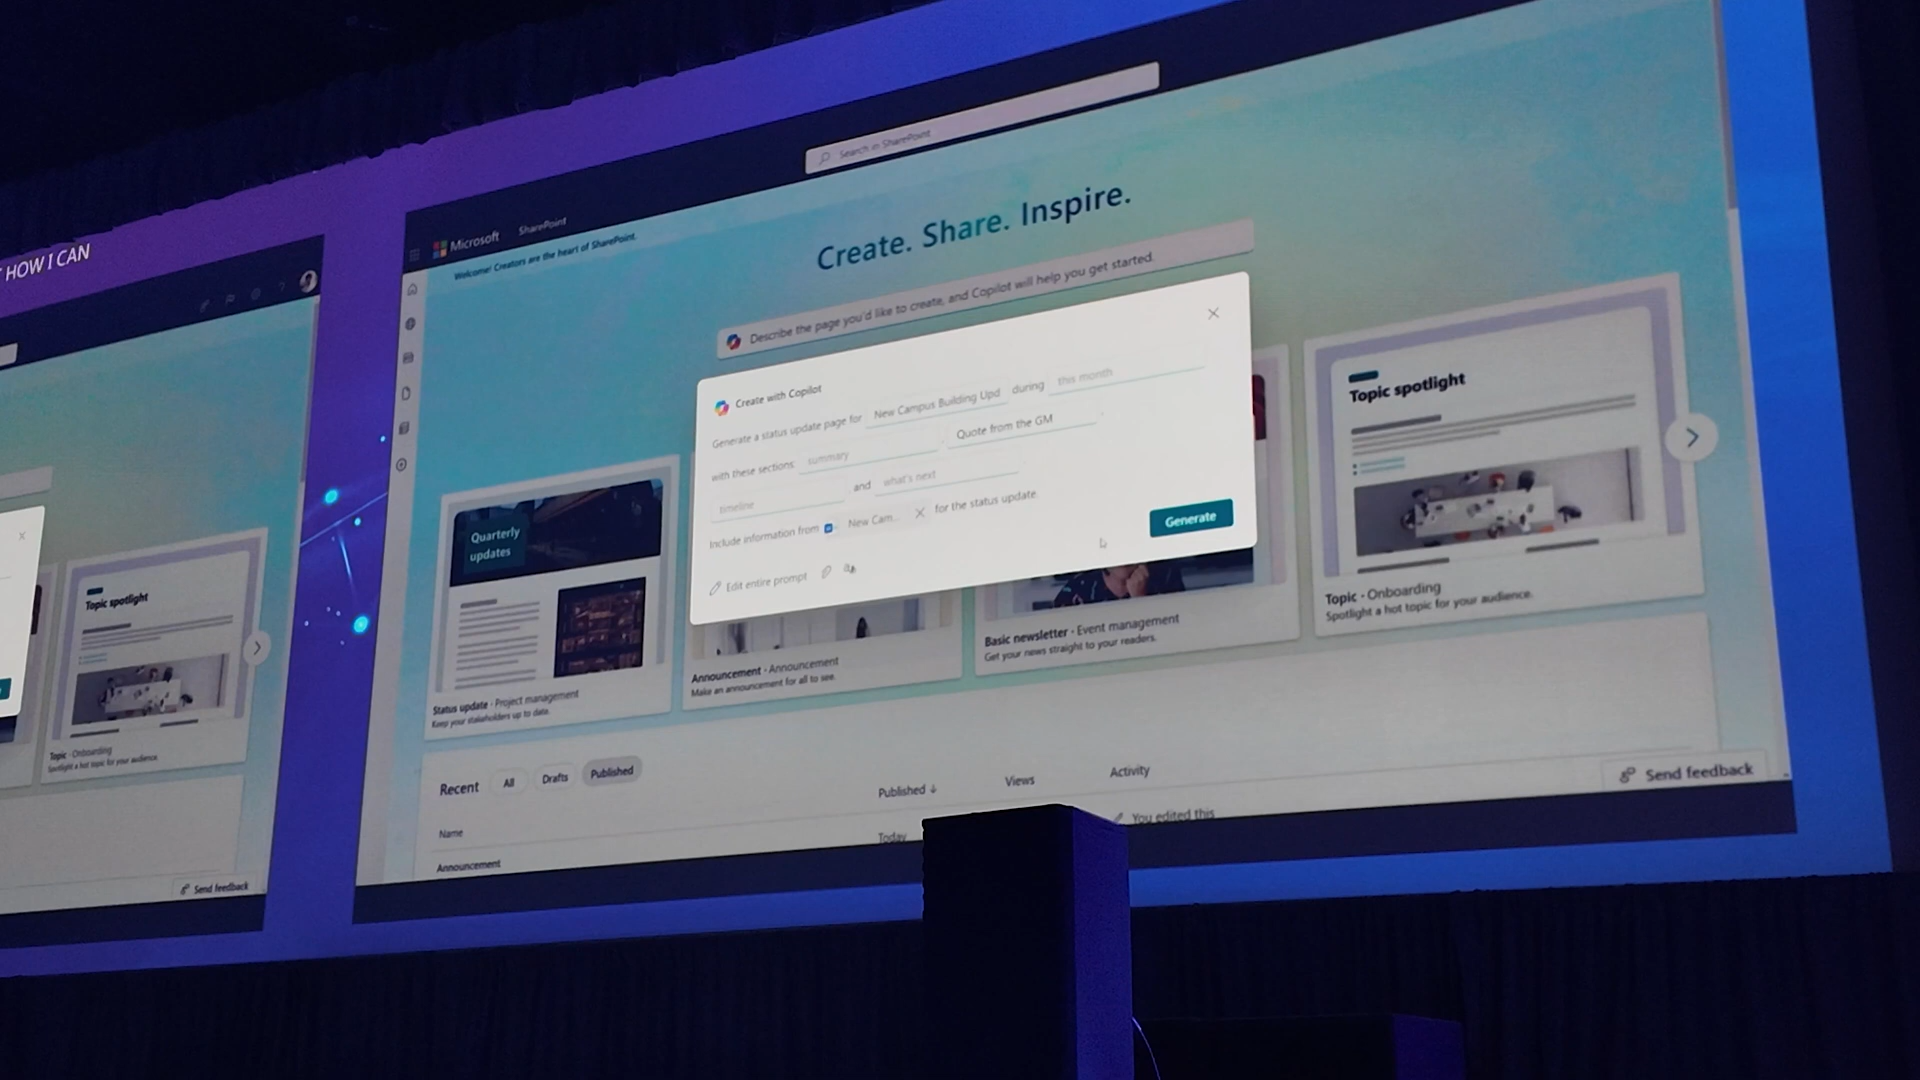 HOW I CAN
Search in SharePoint
Microsoft SharePoint
Welcome! Creators are the heart of SharePoint.
Create. Share. Inspire.
Describe the page you'd like to create, and Copilot will help you get started.
Create with Copilot
Generate a status update page for New Campus Building Upd during this month
with these sections: summary Quote from the GM
timeline and what's next
Include information from New Cam... for the status update.
Edit entire prompt
Generate
Quarterly
updates
Status update - Project management
Keep your stakeholders up to date.
Announcement - Announcement
Make an announcement for all to see.
Basic newsletter - Event management
Get your news straight to your readers.
Topic spotlight
Topic - Onboarding
Spotlight a hot topic for your audience.
Recent All Drafts Published
Name Published ↓ Views Activity
Announcement Today You edited this
Send feedback
Topic spotlight
Topic - Onboarding
Spotlight a hot topic for your audience.
Send feedback